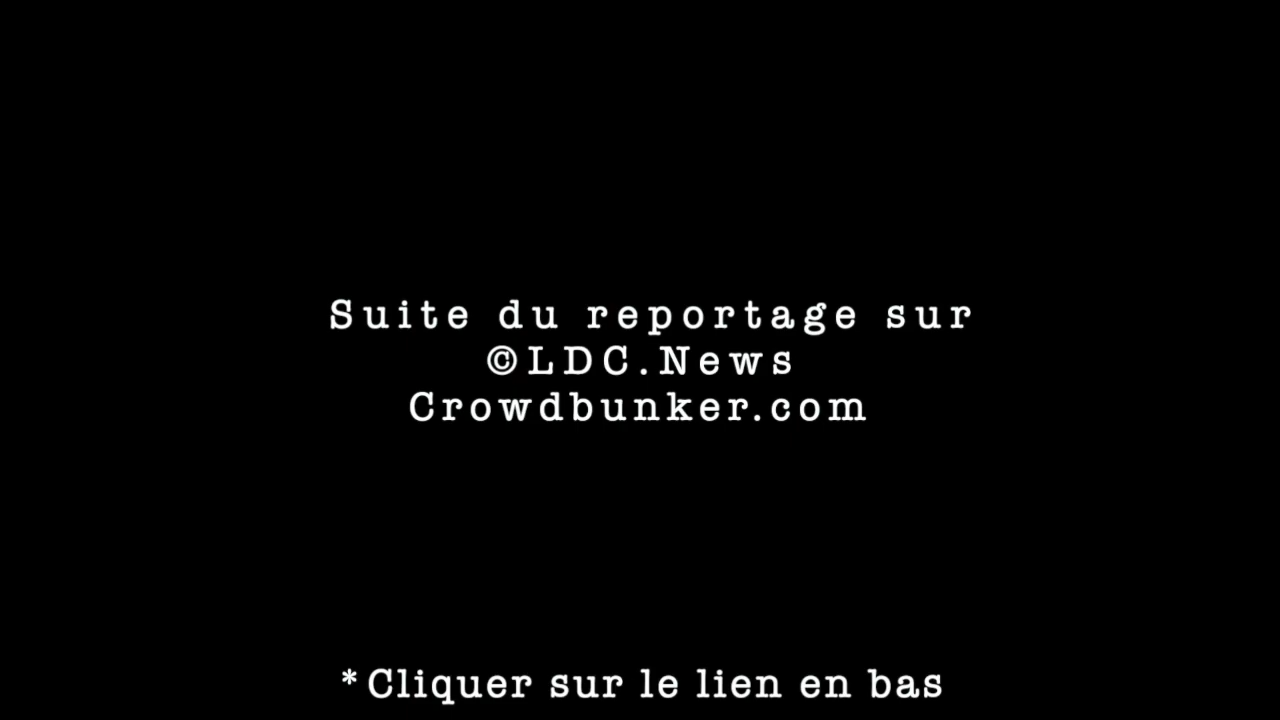 Suite du reportage sur
©LDC.News
Crowdbunker.com
*Cliquer sur le lien en bas